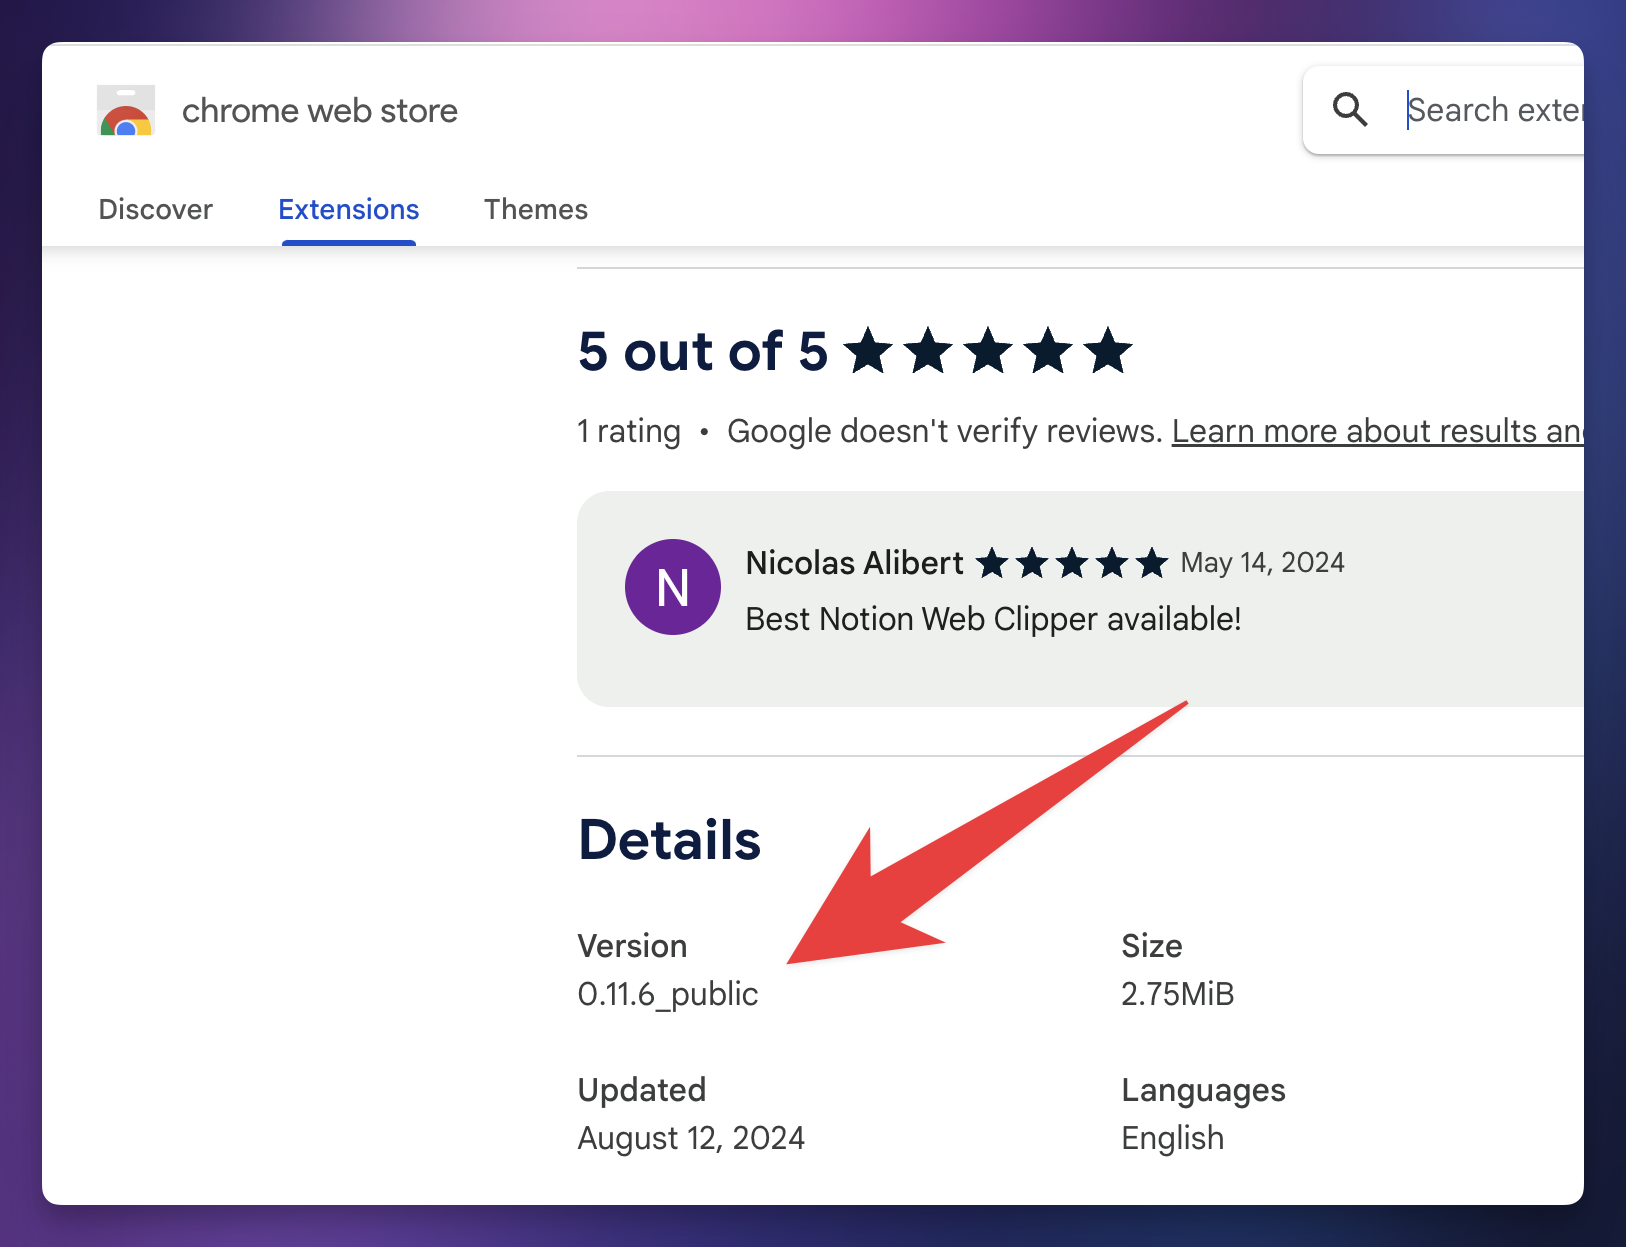 chrome web store
Search exte
Discover Extensions Themes
5 out of 5
1 rating • Google doesn't verify reviews. Learn more about results an
N
Nicolas Alibert May 14, 2024
Best Notion Web Clipper available!
Details
Version
0.11.6_public
Size
2.75MiB
Updated
August 12, 2024
Languages
English